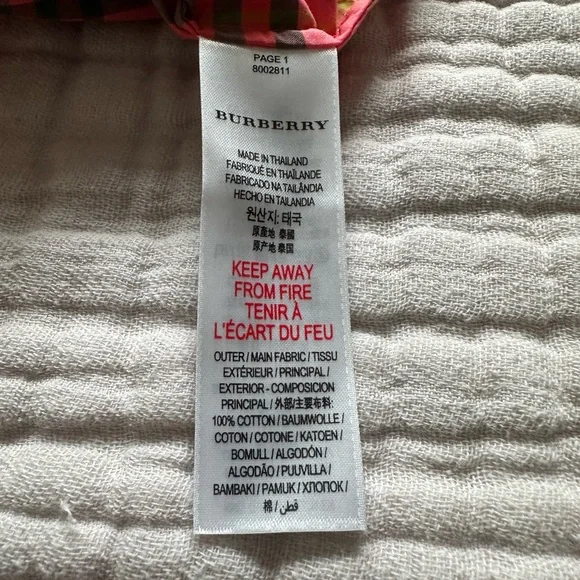 PAGE 1
8002811
BURBERRY
MADE IN THAILAND
FABRIQUÉ EN THAÏLANDE
FABRICADO NA TAILÂNDIA
HECHO EN TAILANDIA
원산지: 태국
原產地 泰國
原产地 泰国
KEEP AWAY
FROM FIRE
TENIR À
L'ÉCART DU FEU
OUTER / MAIN FABRIC / TISSU
EXTÉRIEUR / PRINCIPAL /
EXTERIOR - COMPOSICION
PRINCIPAL / 外部/主要布料:
100% COTTON / BAUMWOLLE /
COTON / COTONE / KATOEN /
BOMULL / ALGODÓN /
ALGODÃO / PUUVILLA /
BAMBAKI / PAMUK / ХЛОПОК /
棉 / قطن /